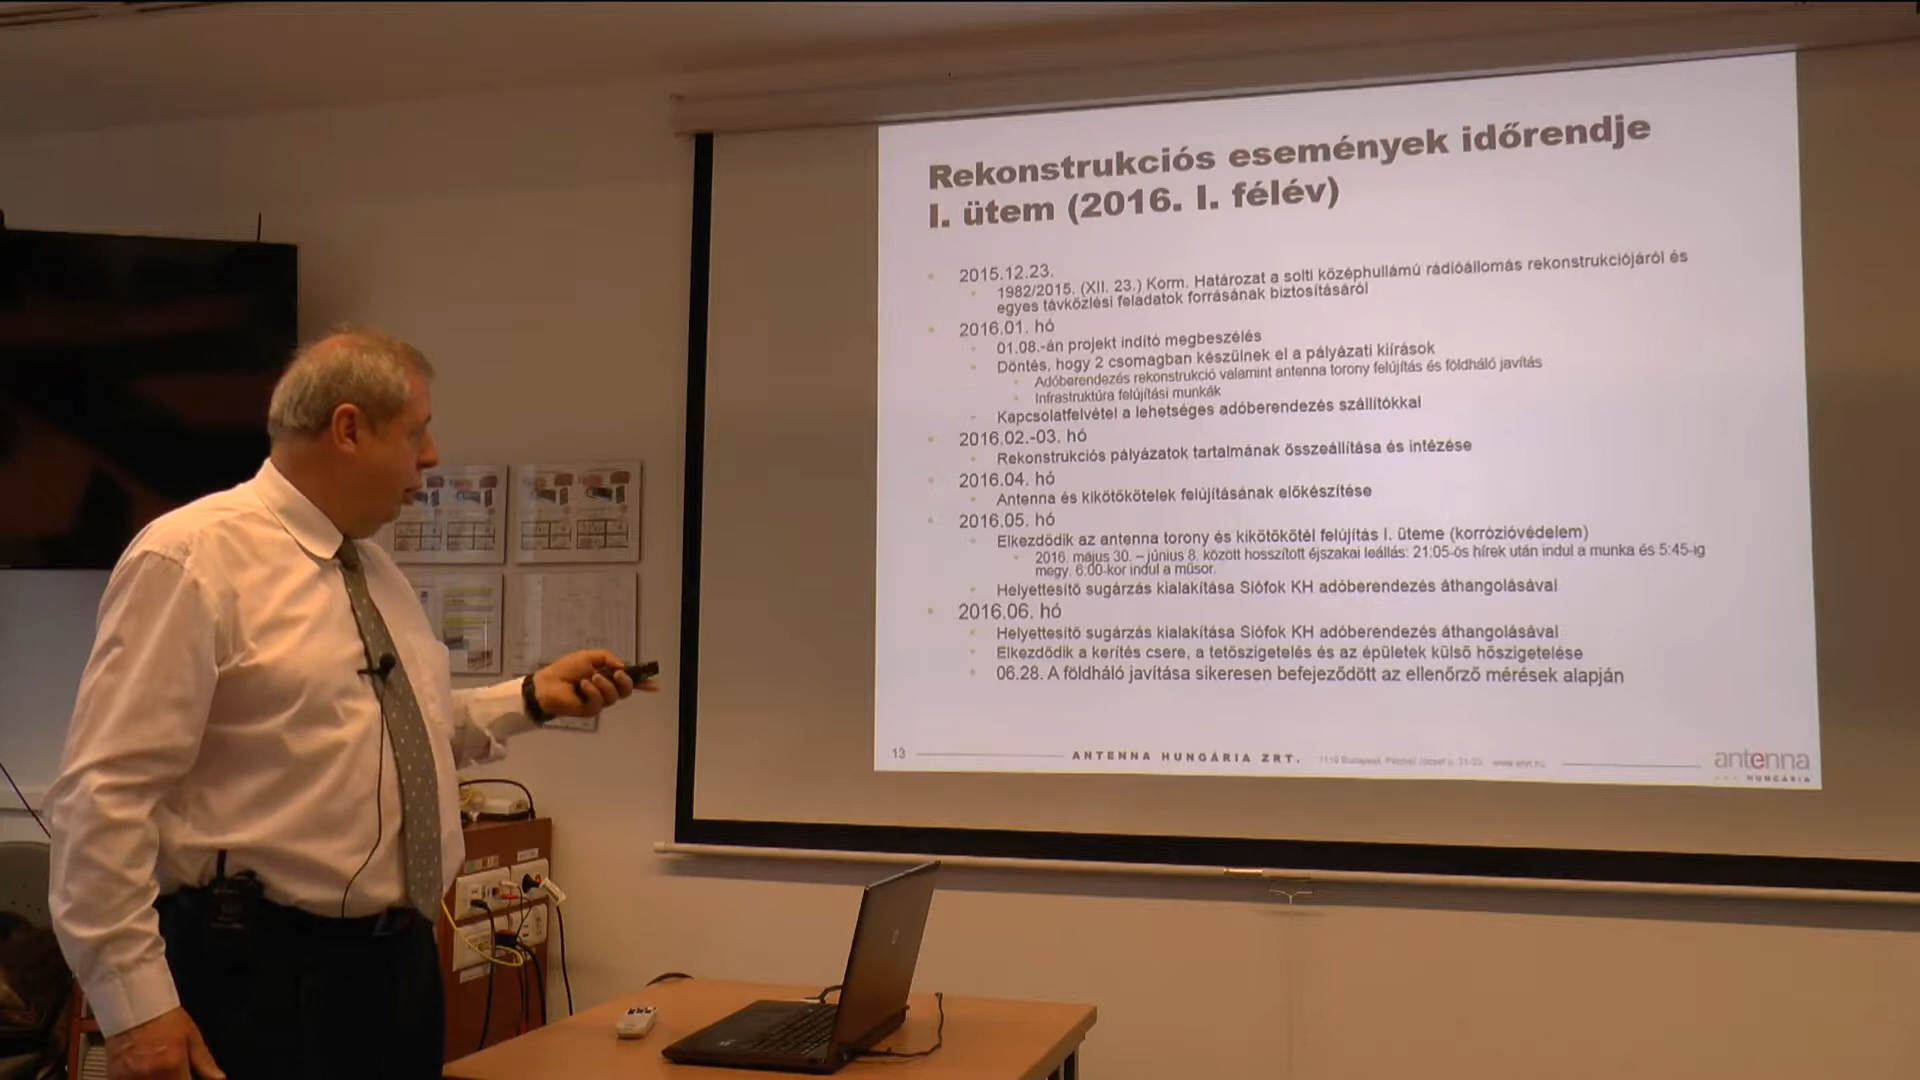 Rekonstrukciós események időrendje
I. ütem (2016. I. félév)
2015.12.23.
1982/2015. (XII. 23.) Korm. Határozat a solti középhullámú rádióállomás rekonstrukciójáról és
egyes távközlési feladatok forrásának biztosításáról
2016.01. hó
01.08.-án projekt indító megbeszélés
Döntés, hogy 2 csomagban készülnek el a pályázati kiírások
Adóberendezés rekonstrukció valamint antenna torony felújítás és földháló javítás
Infrastruktúra felújítási munkák
Kapcsolatfelvétel a lehetséges adóberendezés szállítókkal
2016.02.-03. hó
Rekonstrukciós pályázatok tartalmának összeállítása és intézése
2016.04. hó
Antenna és kikötőkötelek felújításának előkészítése
2016.05. hó
Elkezdődik az antenna torony és kikötőkötél felújítás I. üteme (korrózióvédelem)
2016. május 30. – június 8. között hosszított éjszakai leállás: 21:05-ös hírek után indul a munka és 5:45-ig
megy. 6:00-kor indul a műsor.
Helyettesítő sugárzás kialakítása Siófok KH adóberendezés áthangolásával
2016.06. hó
Helyettesítő sugárzás kialakítása Siófok KH adóberendezés áthangolásával
Elkezdődik a kerítés csere, a tetőszigetelés és az épületek külső hőszigetelése
06.28. A földháló javítása sikeresen befejeződött az ellenőrző mérések alapján
13
ANTENNA HUNGÁRIA ZRT.
antenna
HUNGÁRIA